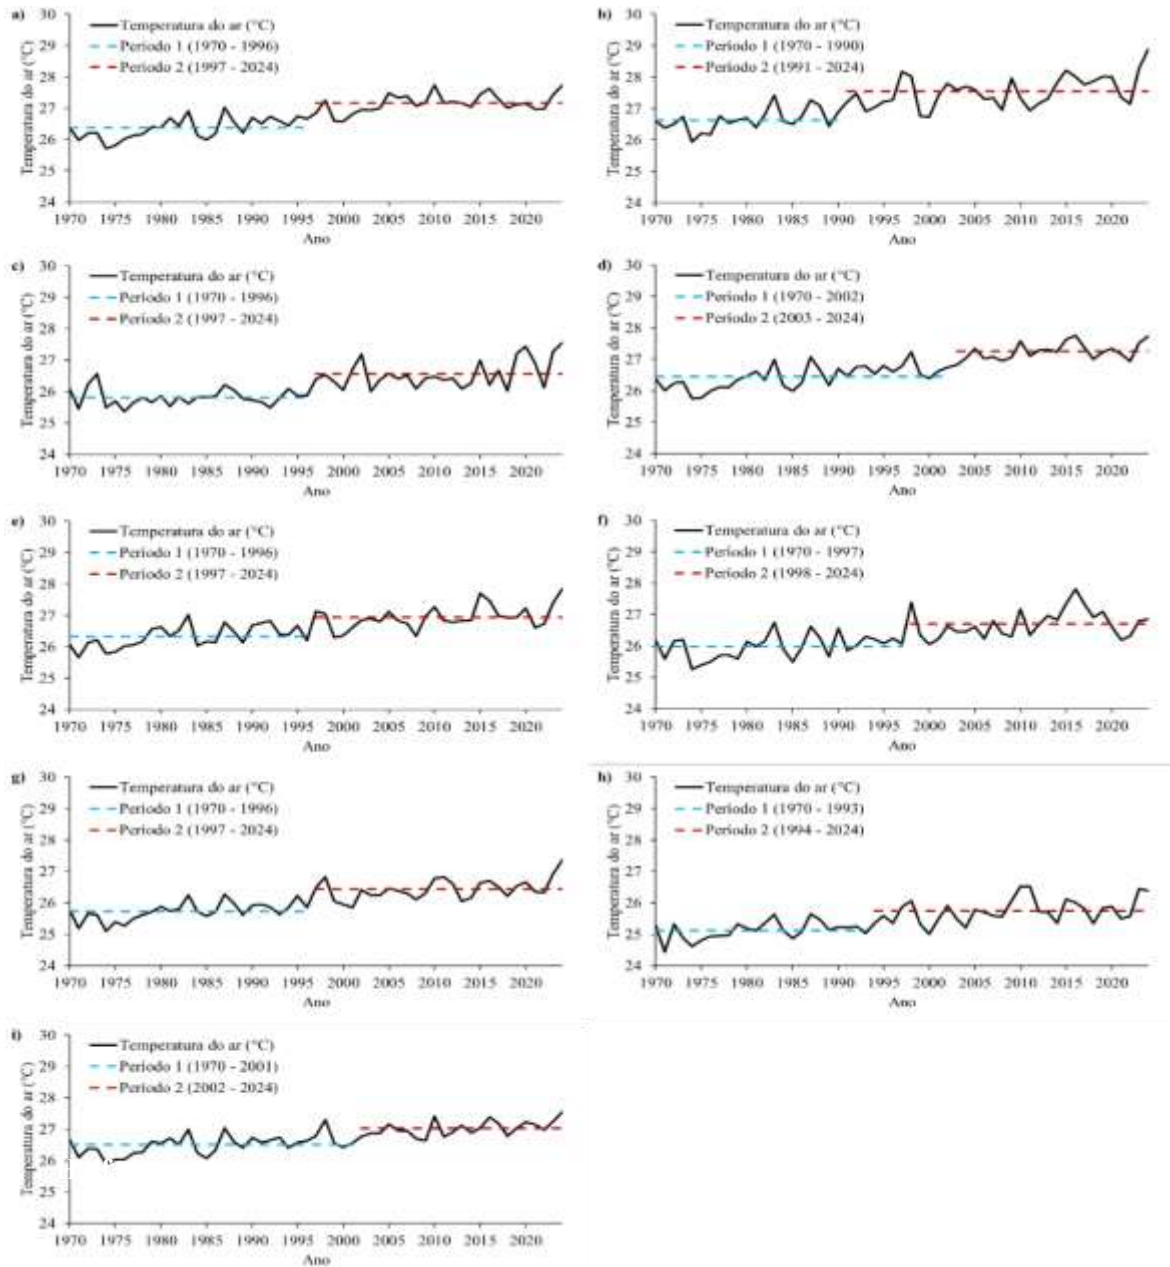 a)
Temperatura do ar (°C)
30
29
28
27
26
25
24
Temperatura do ar (°C)
Período 1 (1970 - 1996)
Período 2 (1997 - 2024)
1970 1975 1980 1985 1990 1995 2000 2005 2010 2015 2020
Ano
b)
Temperatura do ar (°C)
30
29
28
27
26
25
24
Temperatura do ar (°C)
Período 1 (1970 - 1990)
Período 2 (1991 - 2024)
1970 1975 1980 1985 1990 1995 2000 2005 2010 2015 2020
Ano
c)
Temperatura do ar (°C)
30
29
28
27
26
25
24
Temperatura do ar (°C)
Período 1 (1970 - 1996)
Período 2 (1997 - 2024)
1970 1975 1980 1985 1990 1995 2000 2005 2010 2015 2020
Ano
d)
Temperatura do ar (°C)
30
29
28
27
26
25
24
Temperatura do ar (°C)
Período 1 (1970 - 2002)
Período 2 (2003 - 2024)
1970 1975 1980 1985 1990 1995 2000 2005 2010 2015 2020
Ano
e)
Temperatura do ar (°C)
30
29
28
27
26
25
24
Temperatura do ar (°C)
Período 1 (1970 - 1996)
Período 2 (1997 - 2024)
1970 1975 1980 1985 1990 1995 2000 2005 2010 2015 2020
Ano
f)
Temperatura do ar (°C)
30
29
28
27
26
25
24
Temperatura do ar (°C)
Período 1 (1970 - 1997)
Período 2 (1998 - 2024)
1970 1975 1980 1985 1990 1995 2000 2005 2010 2015 2020
Ano
g)
Temperatura do ar (°C)
30
29
28
27
26
25
24
Temperatura do ar (°C)
Período 1 (1970 - 1996)
Período 2 (1997 - 2024)
1970 1975 1980 1985 1990 1995 2000 2005 2010 2015 2020
Ano
h)
Temperatura do ar (°C)
30
29
28
27
26
25
24
Temperatura do ar (°C)
Período 1 (1970 - 1993)
Período 2 (1994 - 2024)
1970 1975 1980 1985 1990 1995 2000 2005 2010 2015 2020
Ano
i)
Temperatura do ar (°C)
30
29
28
27
26
25
24
Temperatura do ar (°C)
Período 1 (1970 - 2001)
Período 2 (2002 - 2024)
1970 1975 1980 1985 1990 1995 2000 2005 2010 2015 2020
Ano